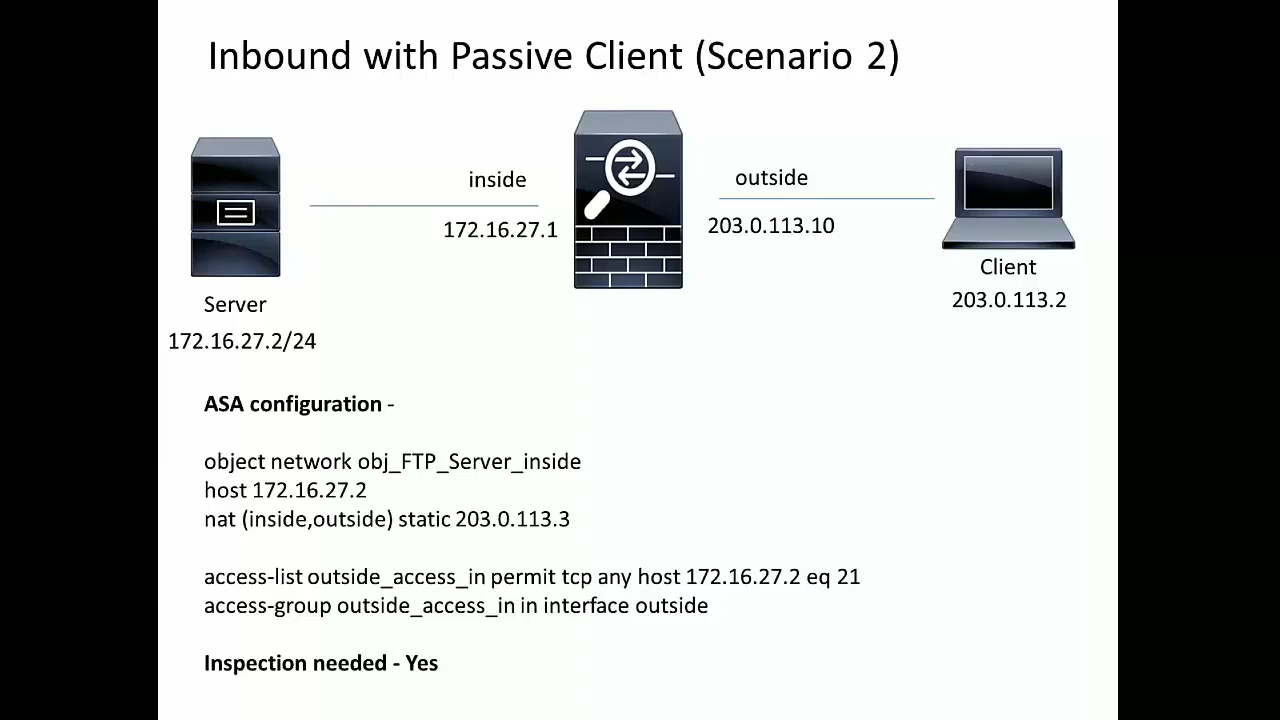 Inbound with Passive Client (Scenario 2)
inside
outside
172.16.27.1
203.0.113.10
Client
203.0.113.2
Server
172.16.27.2/24
ASA configuration -
object network obj_FTP_Server_inside
host 172.16.27.2
nat (inside,outside) static 203.0.113.3
access-list outside_access_in permit tcp any host 172.16.27.2 eq 21
access-group outside_access_in in interface outside
Inspection needed - Yes